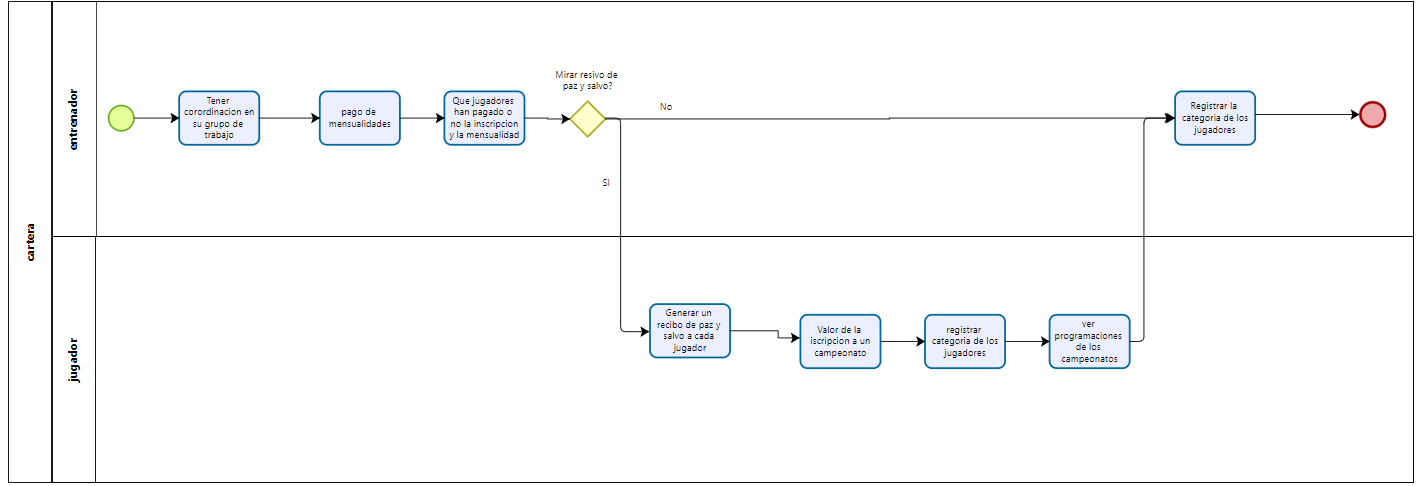 cartera
entrenador
Tener
corordinacion en
su grupo de
trabajo
pago de
mensualidades
Que jugadores
han pagado o
no la inscripcion
y la mensualidad
Mirar resivo de
paz y salvo?
No
SI
Registrar la
categoria de los
jugadores
jugador
Generar un
recibo de paz y
salvo a cada
jugador
Valor de la
iscripcion a un
campeonato
registrar
categoria de los
jugadores
ver
programaciones
de los
campeonatos